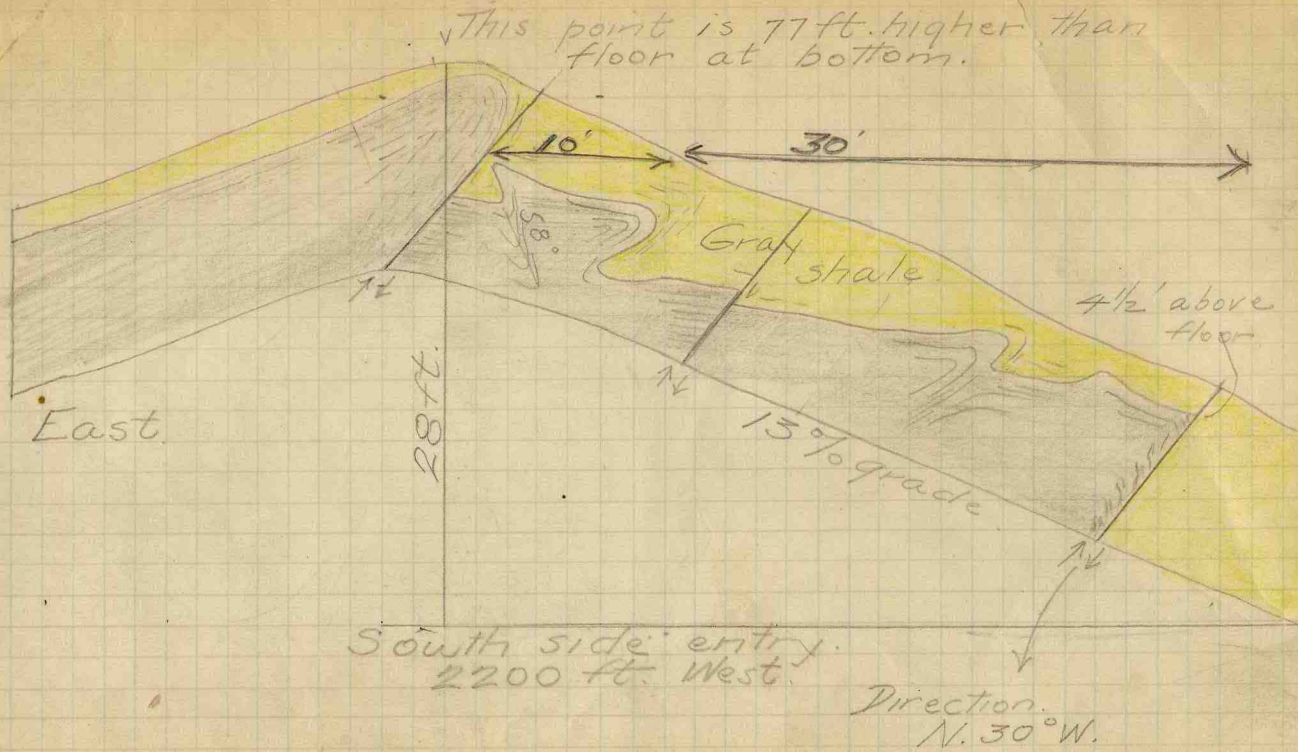 This point is 77 ft. higher than
floor at bottom.
10'
30'
58°
Gray
shale
4½' above
floor
East.
28 ft.
13% grade
South side entry.
2200 ft. West.
Direction.
N. 30° W.